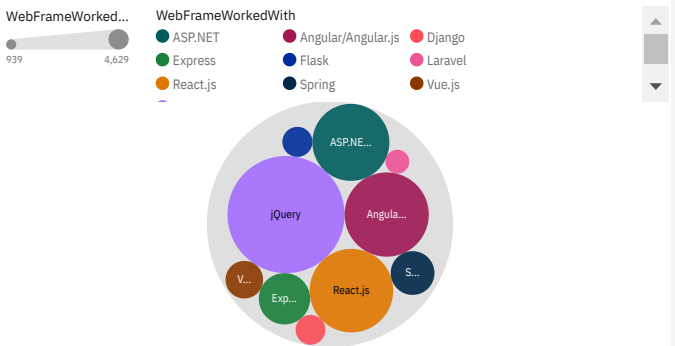 WebFrameWorked...
939 4,629
WebFrameWorkedWith
ASP.NET Angular/Angular.js Django
Express Flask Laravel
React.js Spring Vue.js
ASP.NE...
jQuery
Angula...
V...
S...
Exp...
React.js